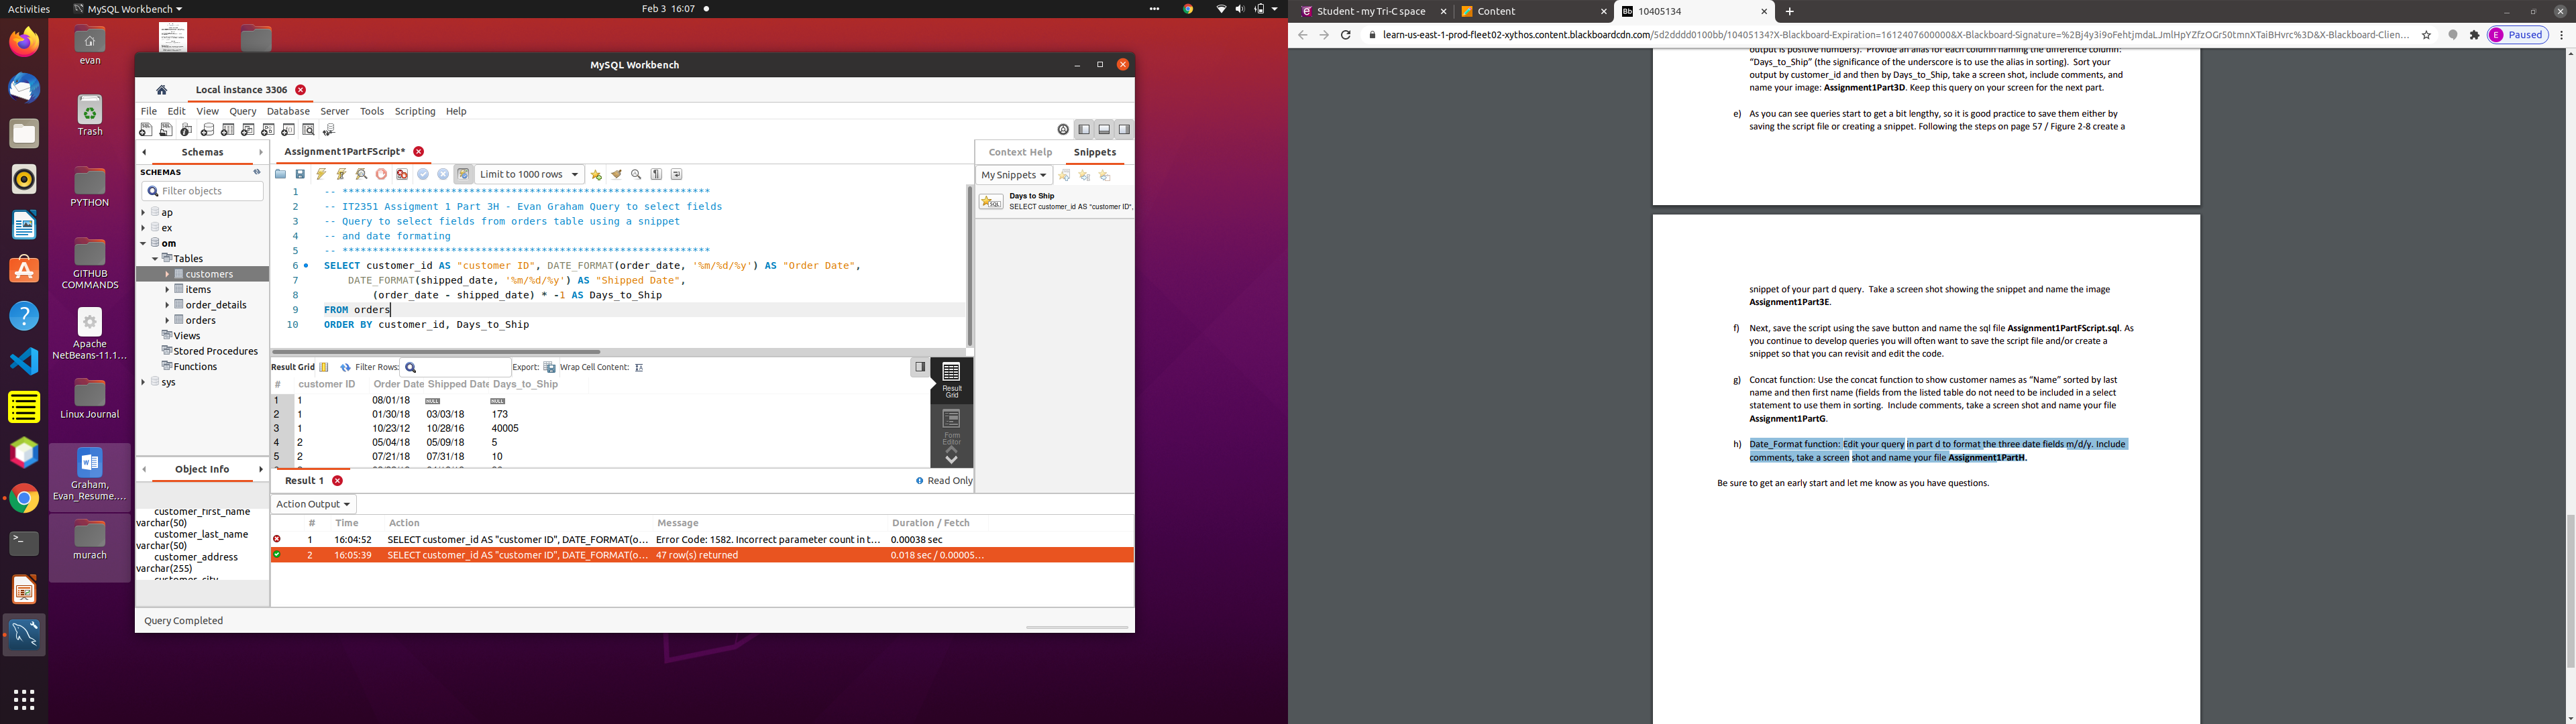 Activities
MySQL Workbench
Feb 3 16:07
evan
Trash
PYTHON
GITHUB
COMMANDS
Apache
NetBeans-11.1...
Linux Journal
Graham,
Evan_Resume....
murach
MySQL Workbench
Local instance 3306
File Edit View Query Database Server Tools Scripting Help
Schemas
SCHEMAS
Filter objects
ap
ex
om
Tables
customers
items
order_details
orders
Views
Stored Procedures
Functions
sys
Object Info
customer_first_name
varchar(50)
customer_last_name
varchar(50)
customer_address
varchar(255)
customer_city
Assignment1PartFScript*
Limit to 1000 rows
1 -- *************************************************************
2 -- IT2351 Assigment 1 Part 3H - Evan Graham Query to select fields
3 -- Query to select fields from orders table using a snippet
4 -- and date formating
5 -- *************************************************************
6 SELECT customer_id AS "customer ID", DATE_FORMAT(order_date, '%m/%d/%y') AS "Order Date",
7 DATE_FORMAT(shipped_date, '%m/%d/%y') AS "Shipped Date",
8 (order_date - shipped_date) * -1 AS Days_to_Ship
9 FROM orders
10 ORDER BY customer_id, Days_to_Ship
Context Help Snippets
My Snippets
Days to Ship
SELECT customer_id AS "customer ID",
Result Grid Filter Rows: Export: Wrap Cell Content:
# customer ID Order Date Shipped Date Days_to_Ship
1 1 08/01/18 NULL NULL
2 1 01/30/18 03/03/18 173
3 1 10/23/12 10/28/16 40005
4 2 05/04/18 05/09/18 5
5 2 07/21/18 07/31/18 10
Result
Grid
Form
Editor
Result 1
Read Only
Action Output
# Time Action Message Duration / Fetch
1 16:04:52 SELECT customer_id AS "customer ID", DATE_FORMAT(o... Error Code: 1582. Incorrect parameter count in t... 0.00038 sec
2 16:05:39 SELECT customer_id AS "customer ID", DATE_FORMAT(o... 47 row(s) returned 0.018 sec / 0.00005...
Query Completed
Student - my Tri-C space
Content
Bb 10405134
learn-us-east-1-prod-fleet02-xythos.content.blackboardcdn.com/5d2dddd0100bb/10405134?X-Blackboard-Expiration=1612407600000&X-Blackboard-Signature=%2Bj4y3i9oFehtjmdaLJmlHpYZfzOGr50tmnXTaiBHvrc%3D&X-Blackboard-Clien...
E Paused
output is positive numbers). Provide an alias for each column naming the difference column:
"Days_to_Ship" (the significance of the underscore is to use the alias in sorting). Sort your
output by customer_id and then by Days_to_Ship, take a screen shot, include comments, and
name your image: Assignment1Part3D. Keep this query on your screen for the next part.
e) As you can see queries start to get a bit lengthy, so it is good practice to save them either by
saving the script file or creating a snippet. Following the steps on page 57 / Figure 2-8 create a
snippet of your part d query. Take a screen shot showing the snippet and name the image
Assignment1Part3E.
f) Next, save the script using the save button and name the sql file Assignment1PartFScript.sql. As
you continue to develop queries you will often want to save the script file and/or create a
snippet so that you can revisit and edit the code.
g) Concat function: Use the concat function to show customer names as "Name" sorted by last
name and then first name (fields from the listed table do not need to be included in a select
statement to use them in sorting. Include comments, take a screen shot and name your file
Assignment1PartG.
h) Date_Format function: Edit your query in part d to format the three date fields m/d/y. Include
comments, take a screen shot and name your file Assignment1PartH.
Be sure to get an early start and let me know as you have questions.